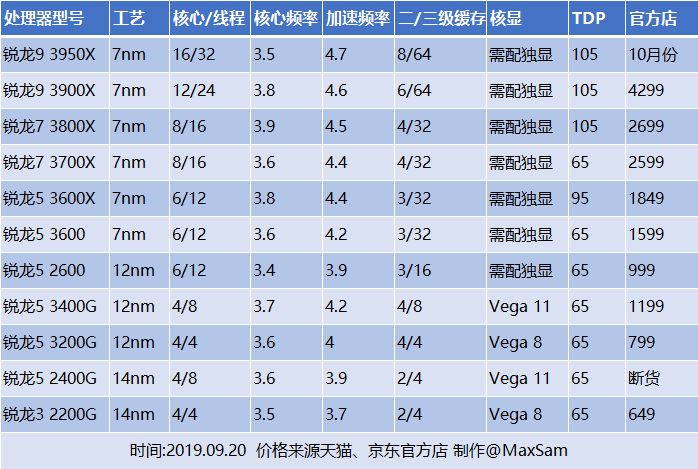 处理器型号 工艺 核心/线程 核心频率 加速频率 二/三级缓存 核显 TDP 官方店
锐龙9 3950X 7nm 16/32 3.5 4.7 8/64 需配独显 105 10月份
锐龙9 3900X 7nm 12/24 3.8 4.6 6/64 需配独显 105 4299
锐龙7 3800X 7nm 8/16 3.9 4.5 4/32 需配独显 105 2699
锐龙7 3700X 7nm 8/16 3.6 4.4 4/32 需配独显 65 2599
锐龙5 3600X 7nm 6/12 3.8 4.4 3/32 需配独显 95 1849
锐龙5 3600 7nm 6/12 3.6 4.2 3/32 需配独显 65 1599
锐龙5 2600 12nm 6/12 3.4 3.9 3/16 需配独显 65 999
锐龙5 3400G 12nm 4/8 3.7 4.2 4/8 Vega 11 65 1199
锐龙5 3200G 12nm 4/4 3.6 4 4/4 Vega 8 65 799
锐龙5 2400G 14nm 4/8 3.6 3.9 2/4 Vega 11 65 断货
锐龙3 2200G 14nm 4/4 3.5 3.7 2/4 Vega 8 65 649
时间:2019.09.20 价格来源天猫、京东官方店 制作@MaxSam